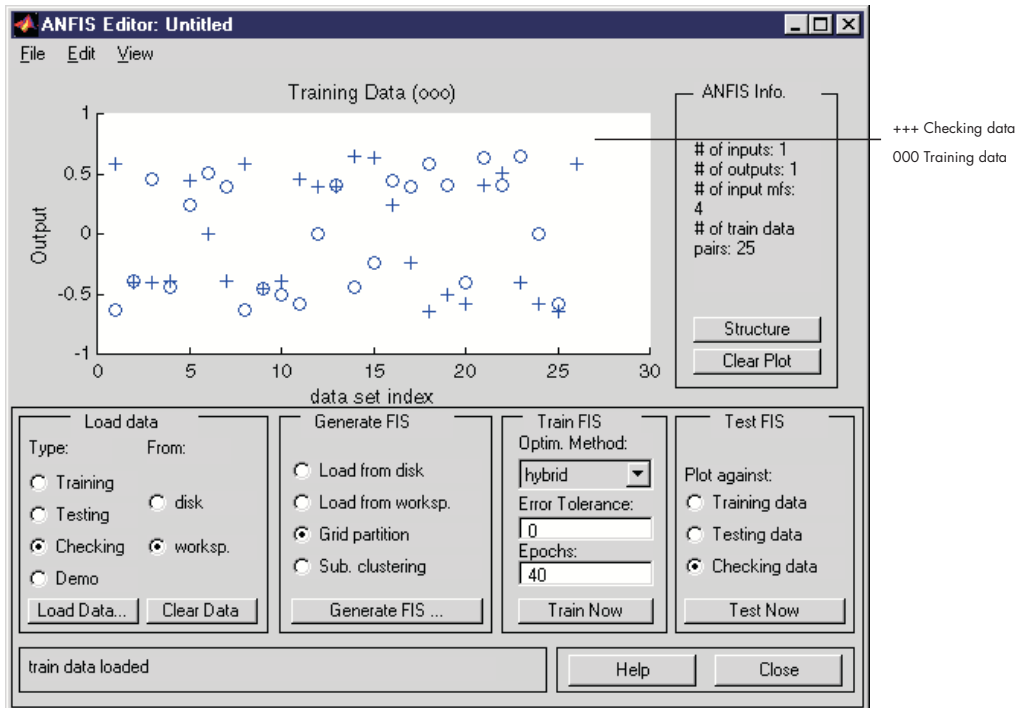 ANFIS Editor: Untitled
File Edit View
Training Data (ooo)
1
0.5
0
-0.5
-1
0 5 10 15 20 25 30
Output
data set index
ANFIS Info.
# of inputs: 1
# of outputs: 1
# of input mfs:
4
# of train data
pairs: 25
Structure
Clear Plot
+++ Checking data
000 Training data
Load data
Type:
From:
Training
Testing
Checking
Demo
disk
worksp.
Load Data...
Clear Data
Generate FIS
Load from disk
Load from worksp.
Grid partition
Sub. clustering
Generate FIS ...
Train FIS
Optim. Method:
hybrid
Error Tolerance:
0
Epochs:
40
Train Now
Test FIS
Plot against:
Training data
Testing data
Checking data
Test Now
train data loaded
Help
Close